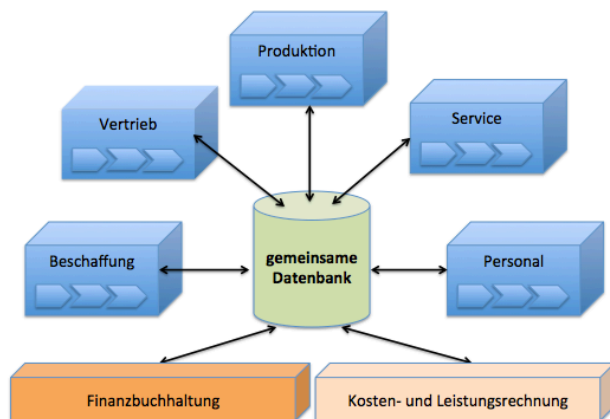 Produktion
Vertrieb
Service
gemeinsame
Datenbank
Beschaffung
Personal
Finanzbuchhaltung
Kosten- und Leistungsrechnung